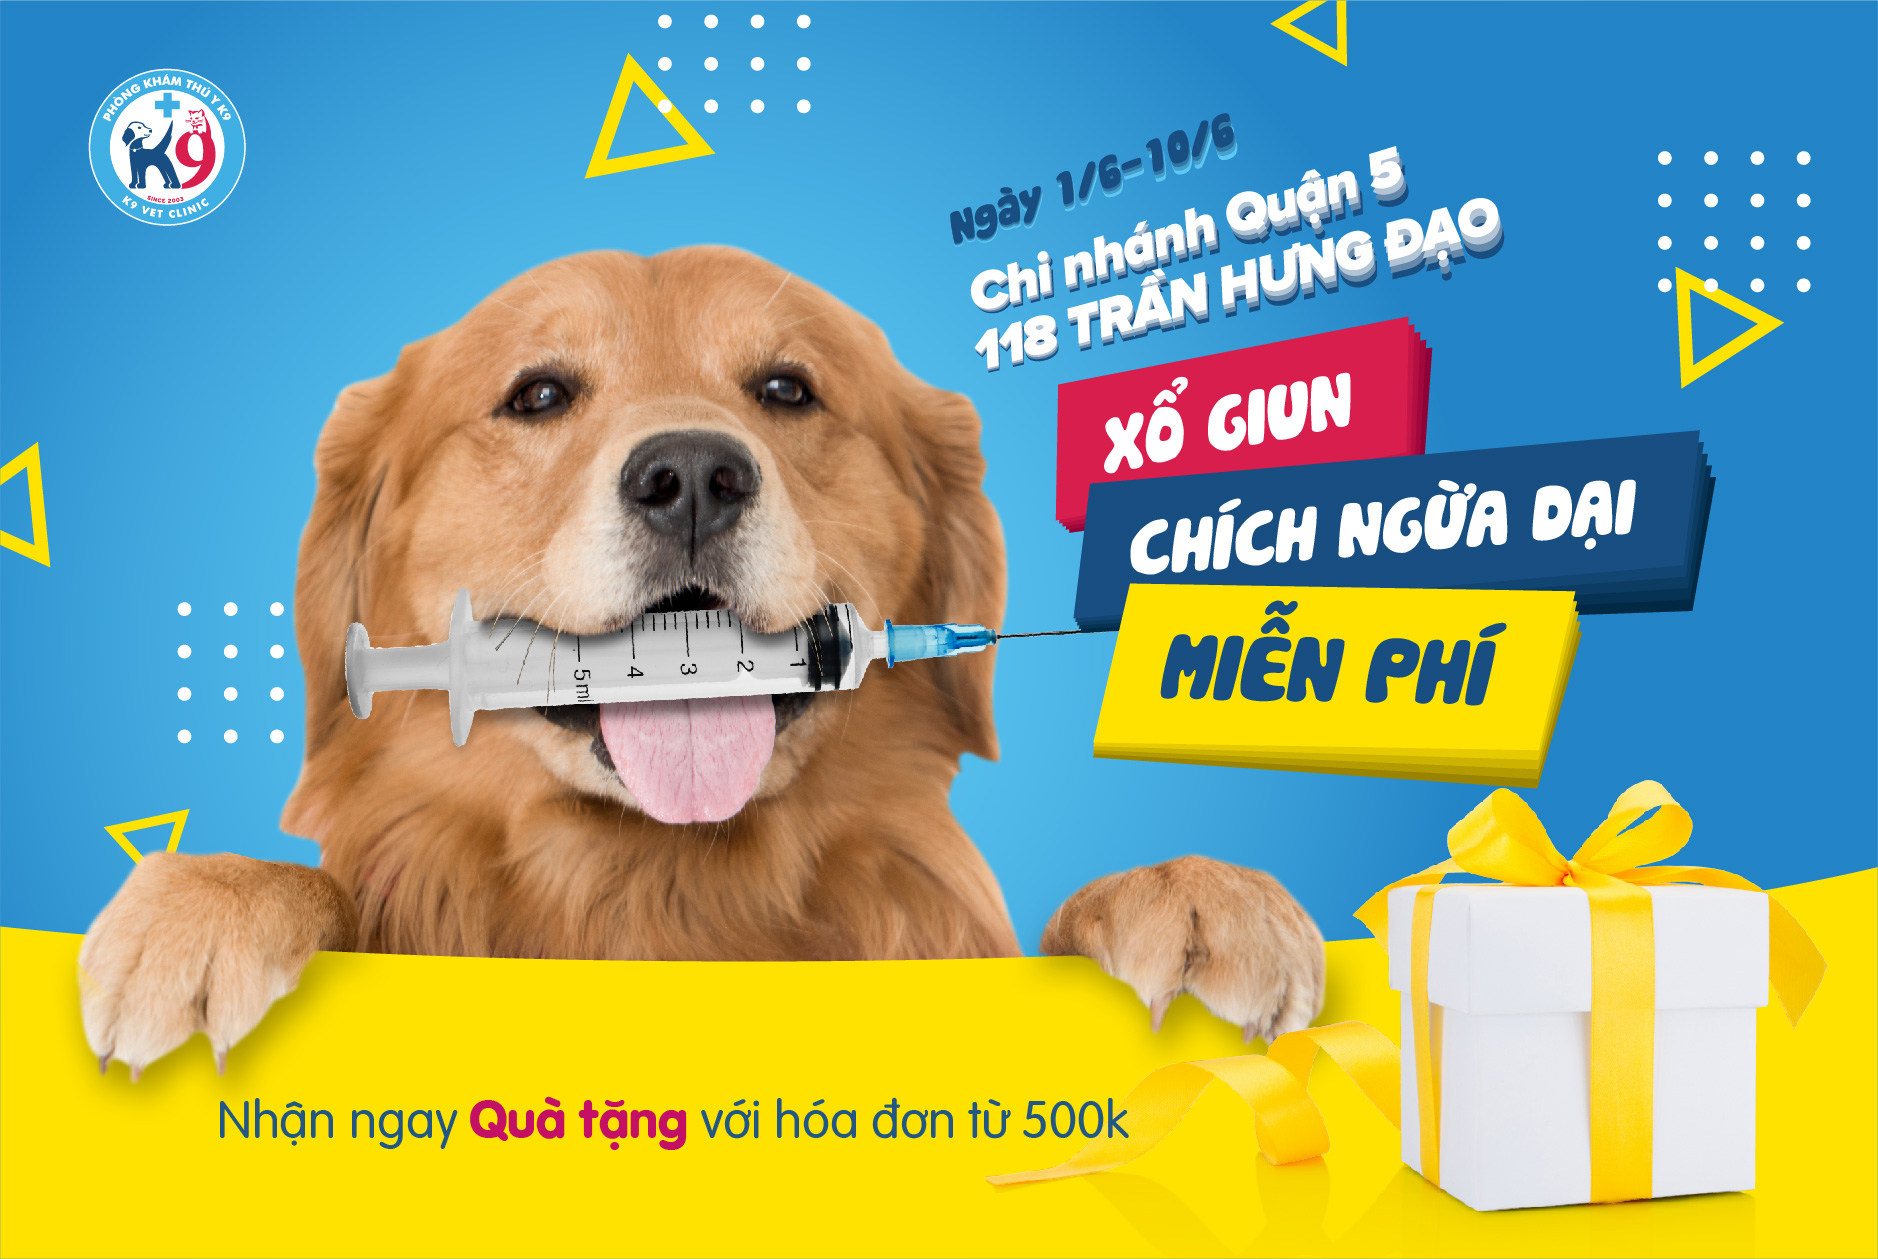 PHÒNG KHÁM THÚ Y K9
K9
SINCE 2003
K9 VET CLINIC
Ngày 1/6-10/6
Chi nhánh Quận 5
118 TRẦN HƯNG ĐẠO
XỔ GIUN
CHÍCH NGỪA DẠI
MIỄN PHÍ
5ml 4 3 2 1
Nhận ngay Quà tặng với hóa đơn từ 500k